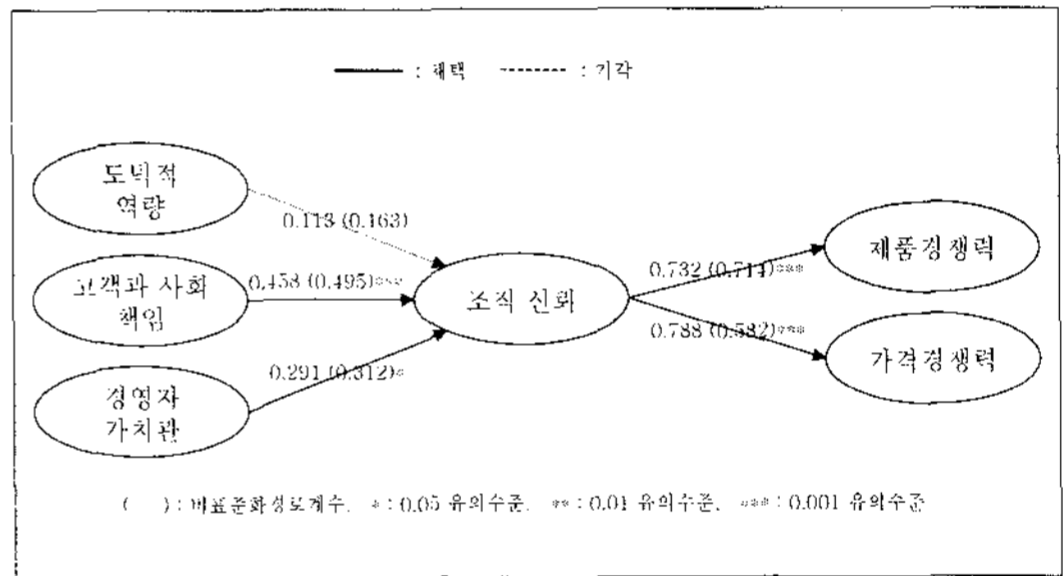 : 채택 : 기각
도덕적
역량
0.113 (0.163)
고객과 사회
책임
0.458 (0.495)***
경영자
가치관
0.291 (0.312)*
조직 신화
0.732 (0.714)***
0.788 (0.582)***
제품경쟁력
가격경쟁력
( ) : 비표준화경로계수, * : 0.05 유의수준, ** : 0.01 유의수준, *** : 0.001 유의수준